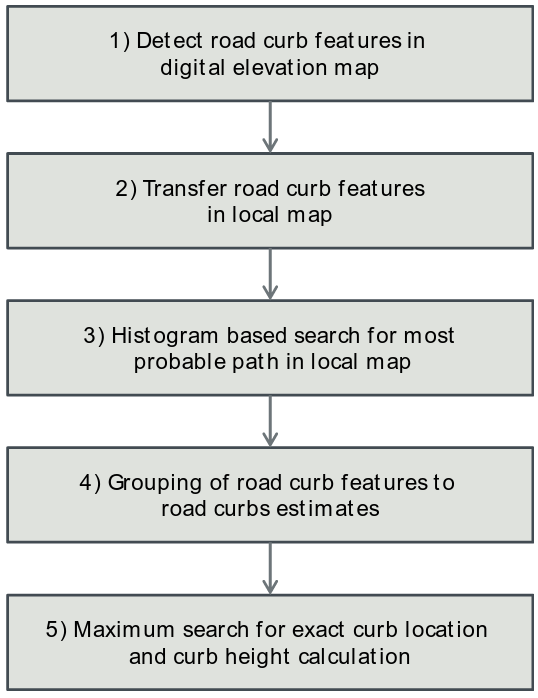 1) Detect road curb features in
digital elevation map
2) Transfer road curb features
in local map
3) Histogram based search for most
probable path in local map
4) Grouping of road curb features to
road curbs estimates
5) Maximum search for exact curb location
and curb height calculation